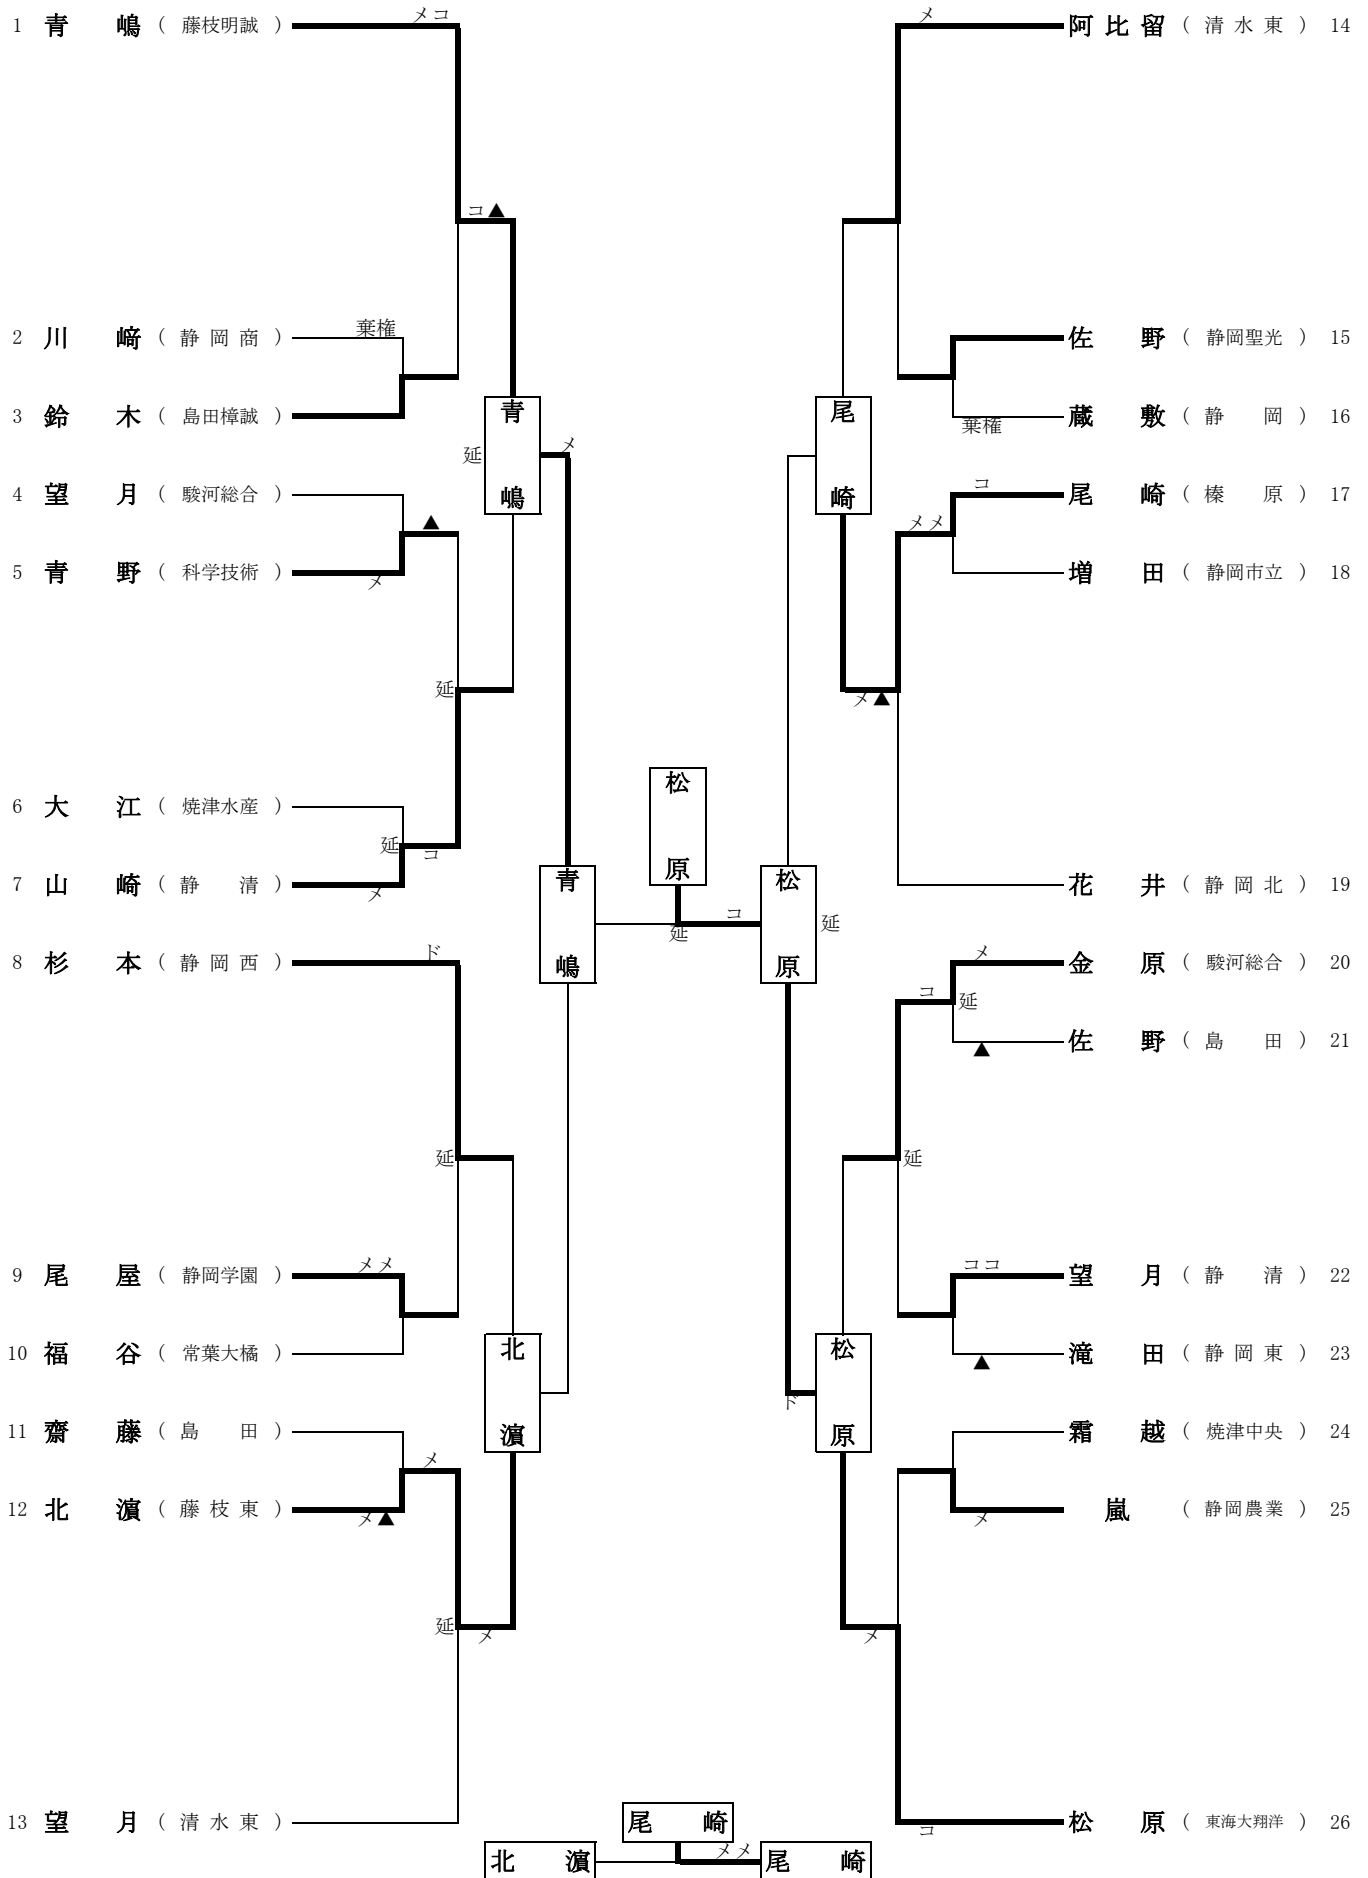 メコ
1 青 嶋 ( 藤枝明誠 )
メ
阿比留 ( 清水東 ) 14
コ▲
2 川 﨑 ( 静岡商 )
棄権
3 鈴 木 ( 島田樟誠 )
佐 野 ( 静岡聖光 ) 15
蔵 敷 ( 静 岡 ) 16
棄権
青 嶋
延
メ
尾 崎
4 望 月 ( 駿河総合 )
▲
5 青 野 ( 科学技術 )
メ
コ
尾 崎 ( 榛 原 ) 17
メメ
増 田 ( 静岡市立 ) 18
延
メ▲
6 大 江 ( 焼津水産 )
延
コ
7 山 崎 ( 静 清 )
メ
松 原
花 井 ( 静岡北 ) 19
青 嶋
コ
延
松 原
延
8 杉 本 ( 静岡西 )
ド
メ
金 原 ( 駿河総合 ) 20
コ
延
佐 野 ( 島 田 ) 21
▲
延
延
9 尾 屋 ( 静岡学園 )
メメ
10 福 谷 ( 常葉大橘 )
ココ
望 月 ( 静 清 ) 22
滝 田 ( 静岡東 ) 23
▲
北 濵
松 原
ド
11 齋 藤 ( 島 田 )
メ
12 北 濵 ( 藤枝東 )
メ▲
霜 越 ( 焼津中央 ) 24
嵐 ( 静岡農業 ) 25
メ
延
メ
メ
13 望 月 ( 清水東 )
松 原 ( 東海大翔洋 ) 26
コ
尾 崎
北 濵
メメ
尾 崎